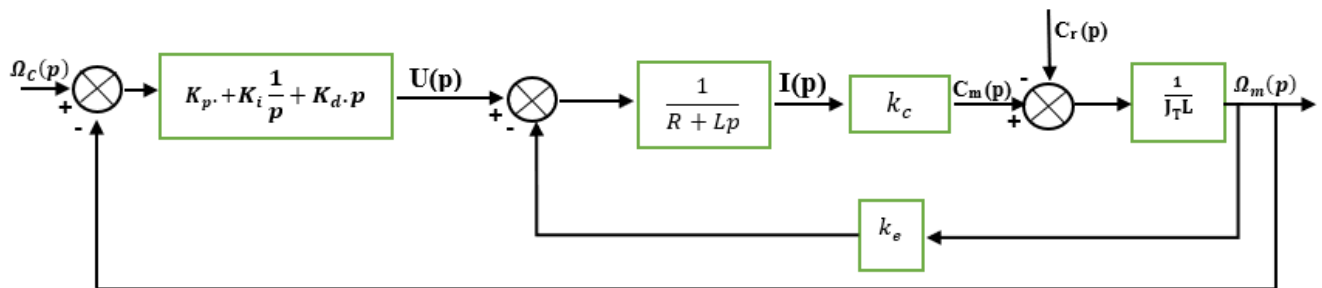 Ω_C(p)
+
-
K_p. + K_i 1/p + K_d. p
U(p)
+
-
1/(R + Lp)
I(p)
k_c
C_m(p)
+
-
C_r(p)
1/(J_T L)
Ω_m(p)
k_e